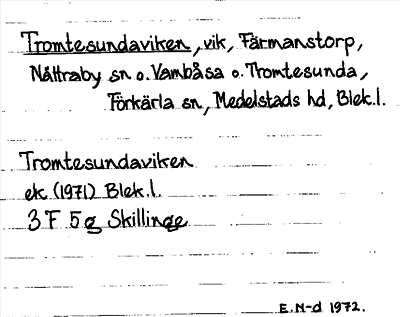 Tromtesundaviken, vik, Färmanstorp,
Nättraby sn o. Vambåsa o. Tromtesunda,
Förkärla sn, Medelstads hd, Blek.l.
Tromtesundaviken
ek. (1971) Blek.l.
3 F 5 g Skillinge
E.N-d 1972.